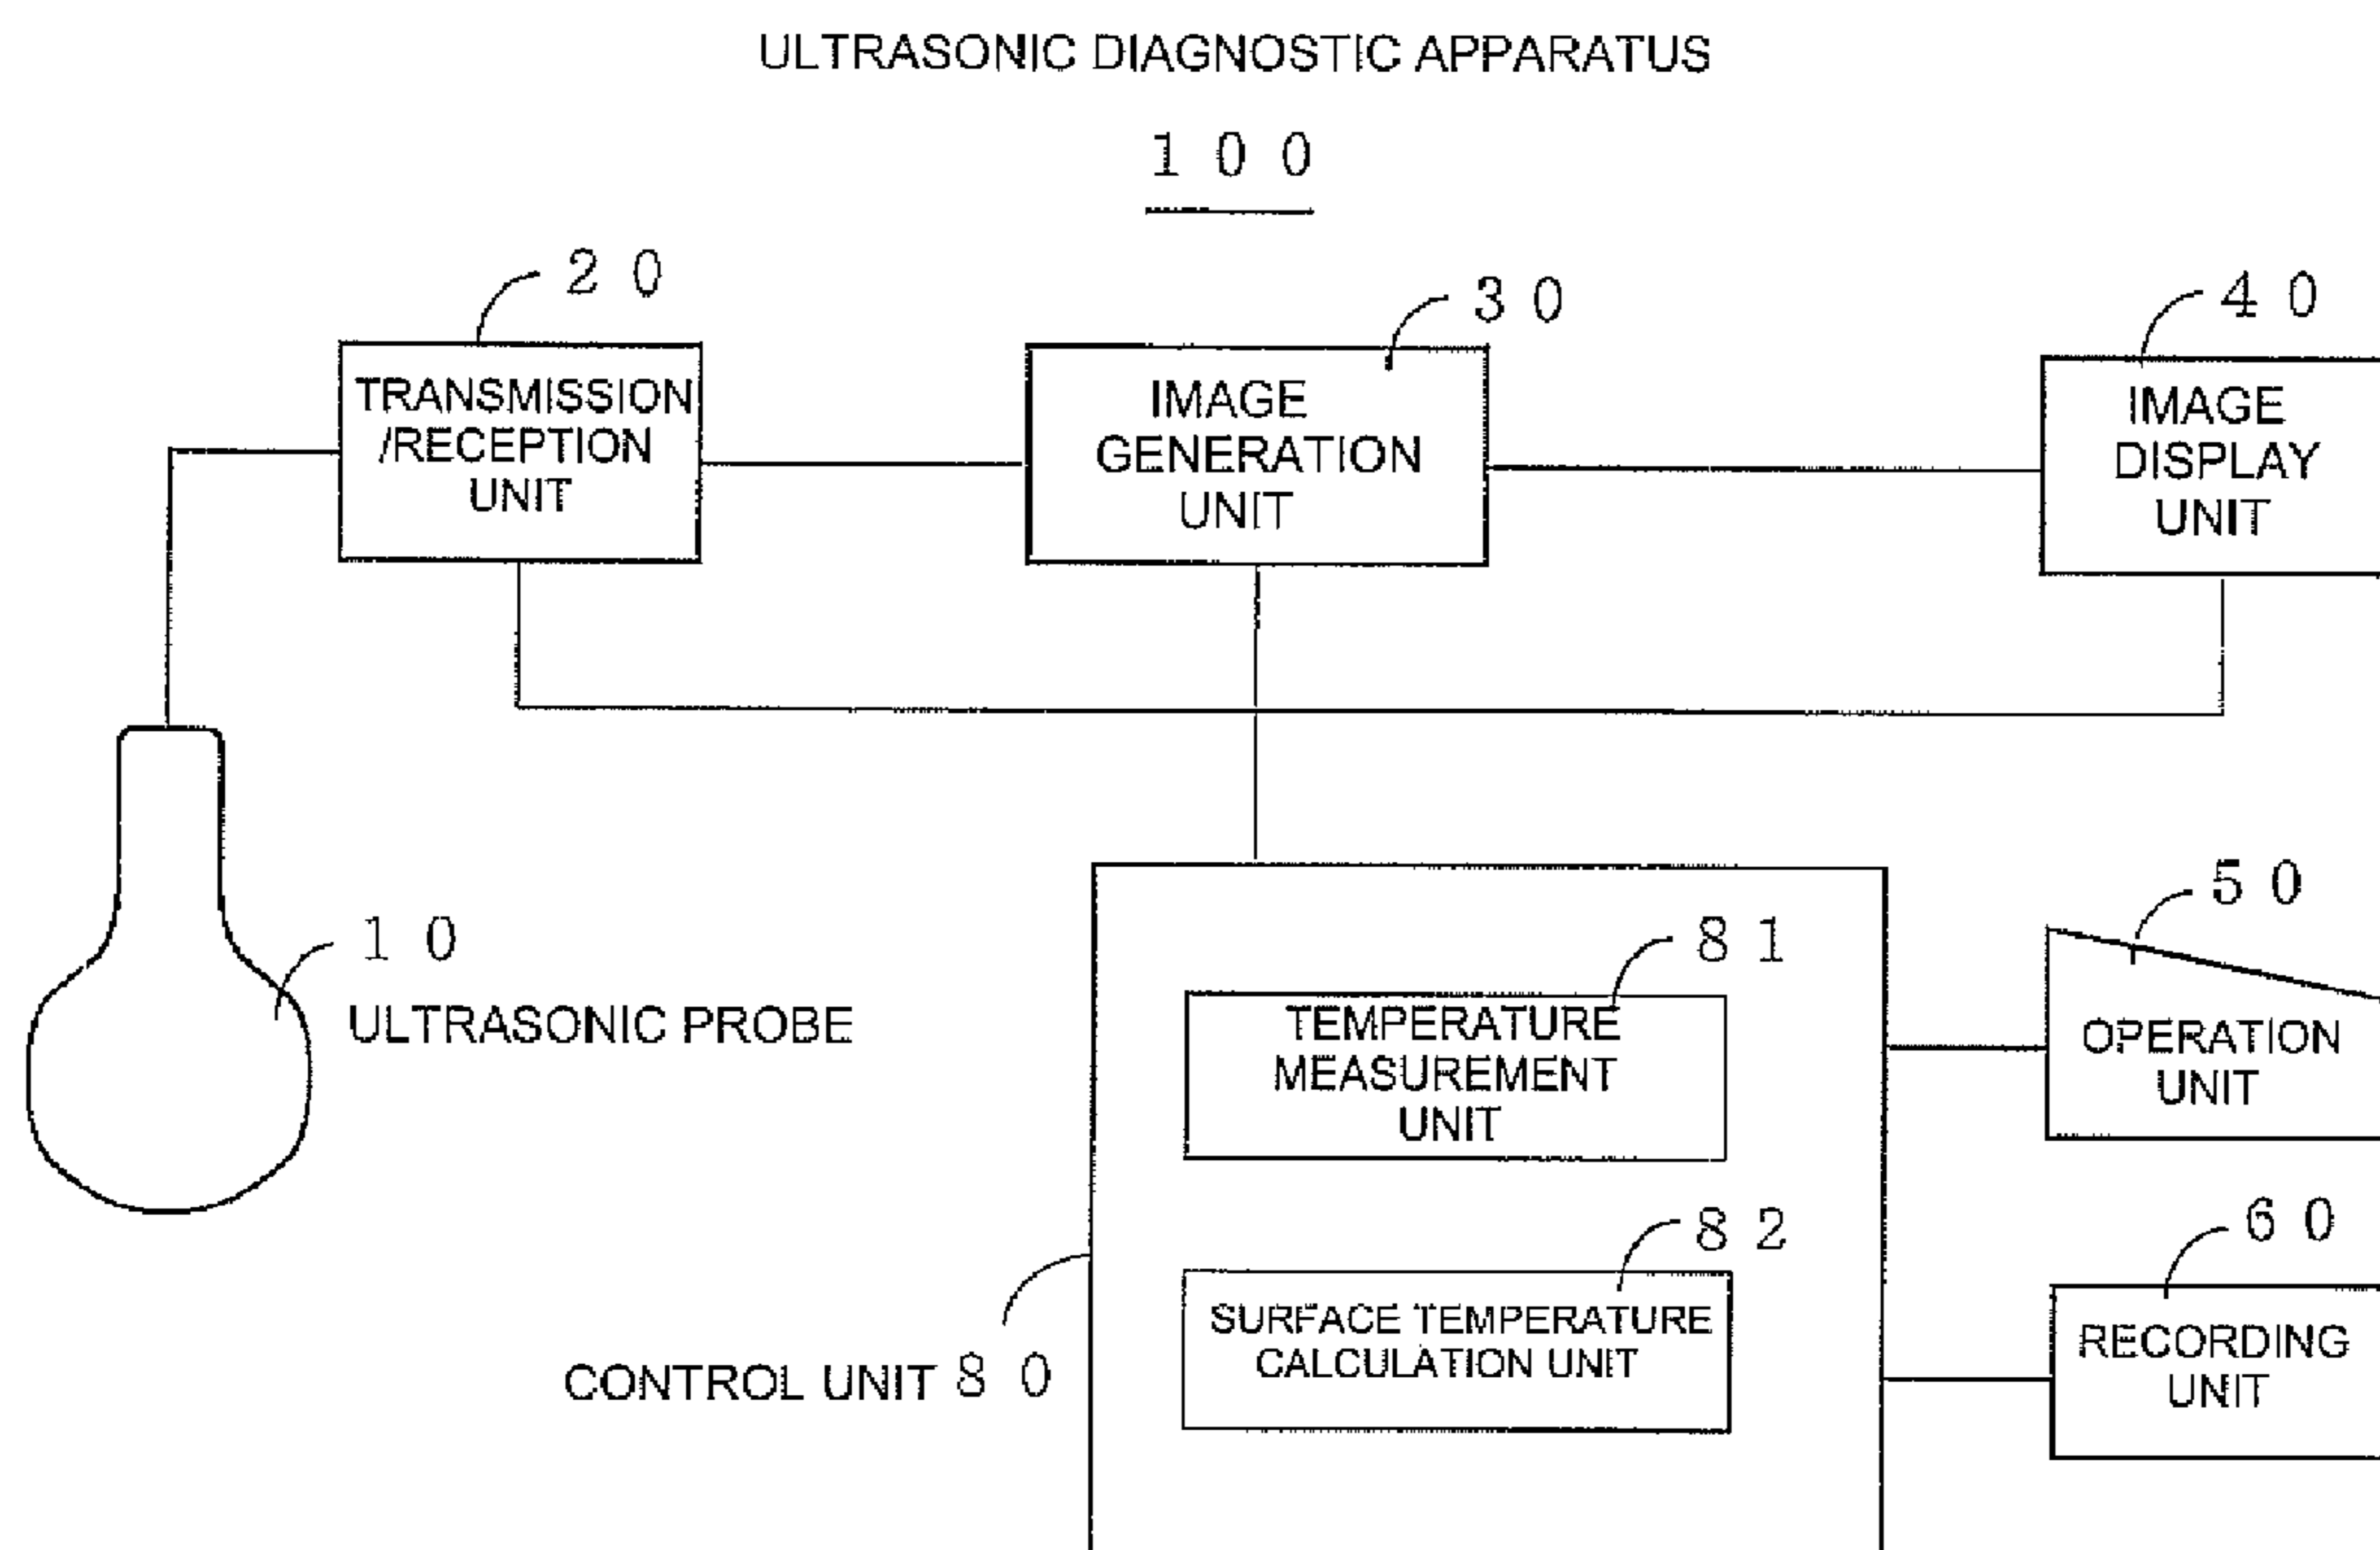 ULTRASONIC DIAGNOSTIC APPARATUS
100
20
30
40
TRANSMISSION
/RECEPTION
UNIT
IMAGE
GENERATION
UNIT
IMAGE
DISPLAY
UNIT
10
ULTRASONIC PROBE
81
TEMPERATURE
MEASUREMENT
UNIT
50
OPERATION
UNIT
82
SURFACE TEMPERATURE
CALCULATION UNIT
CONTROL UNIT 80
60
RECORDING
UNIT